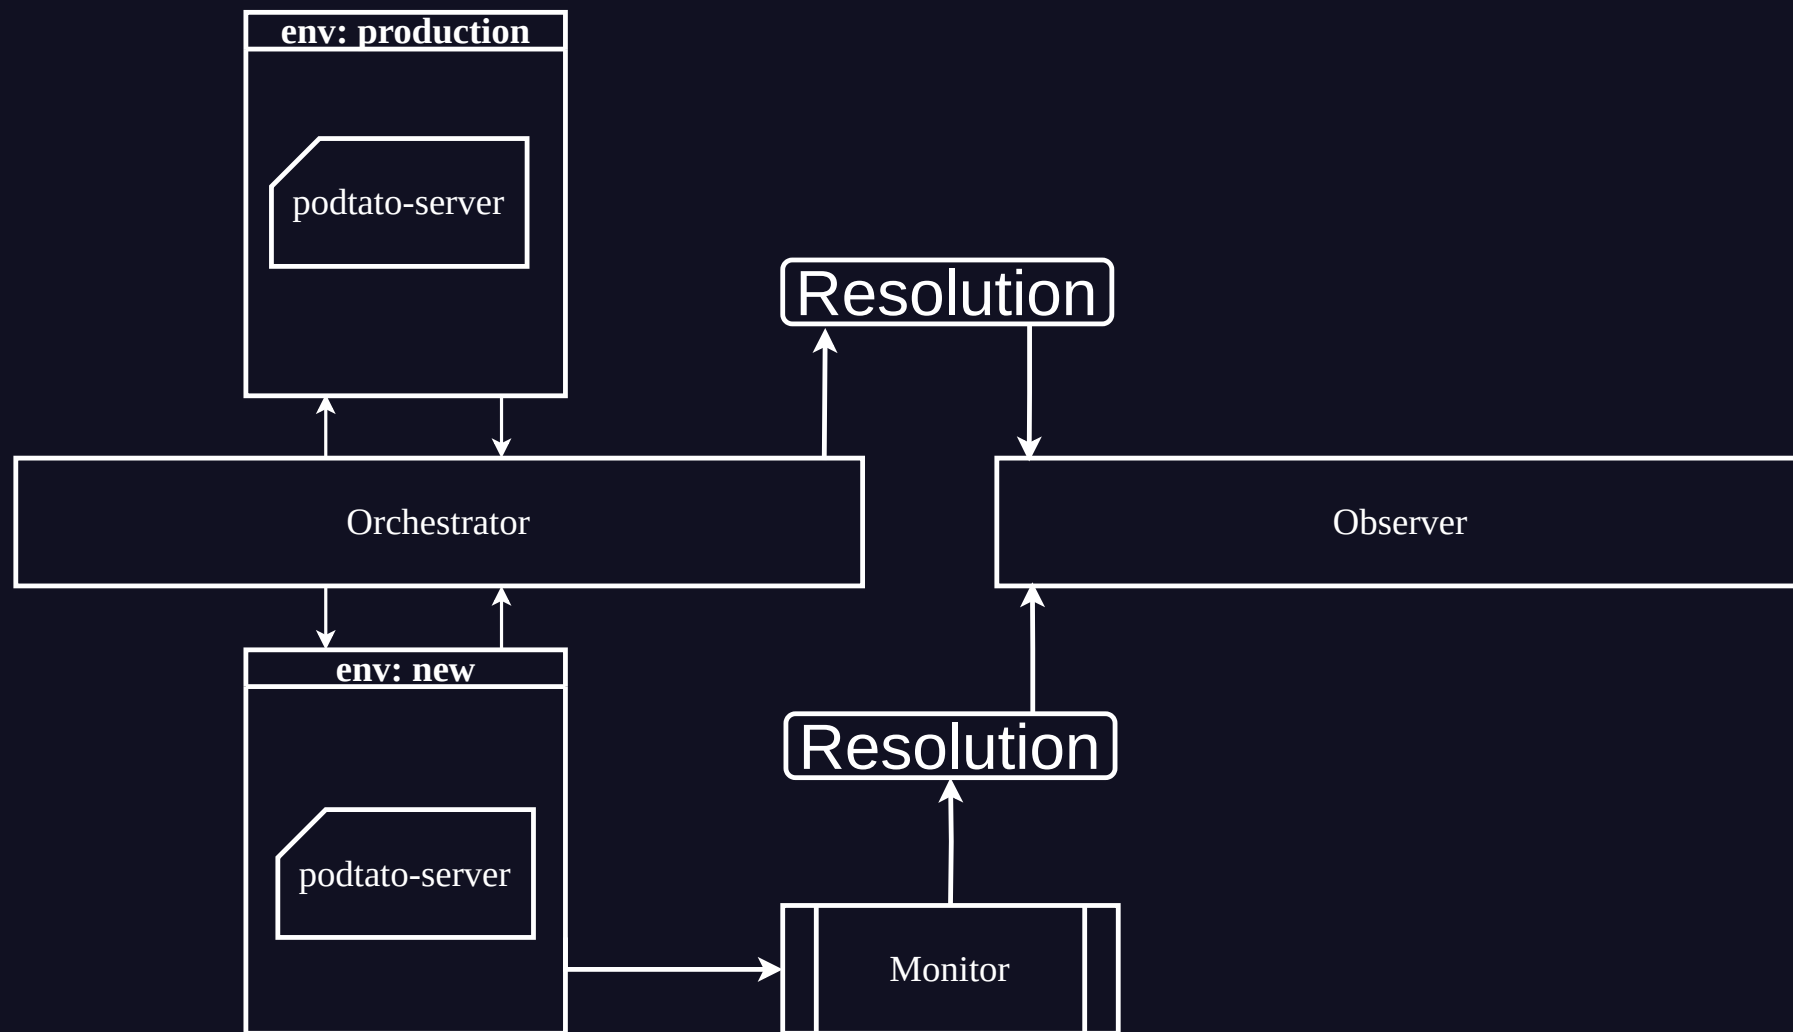 env: production
podtato-server
Resolution
Orchestrator
Observer
env: new
Resolution
podtato-server
Monitor